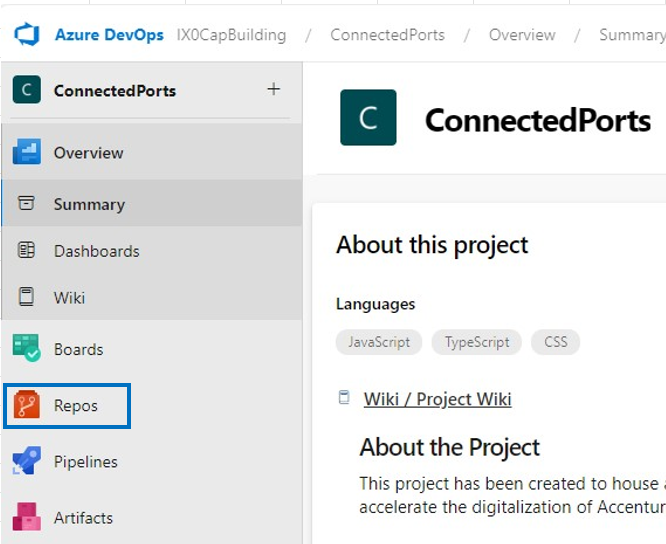 Azure DevOps IX0CapBuilding / ConnectedPorts / Overview / Summary
C ConnectedPorts +
Overview
Summary
Dashboards
Wiki
Boards
Repos
Pipelines
Artifacts
C ConnectedPorts
About this project
Languages
JavaScript TypeScript CSS
Wiki / Project Wiki
About the Project
This project has been created to house a
accelerate the digitalization of Accentur